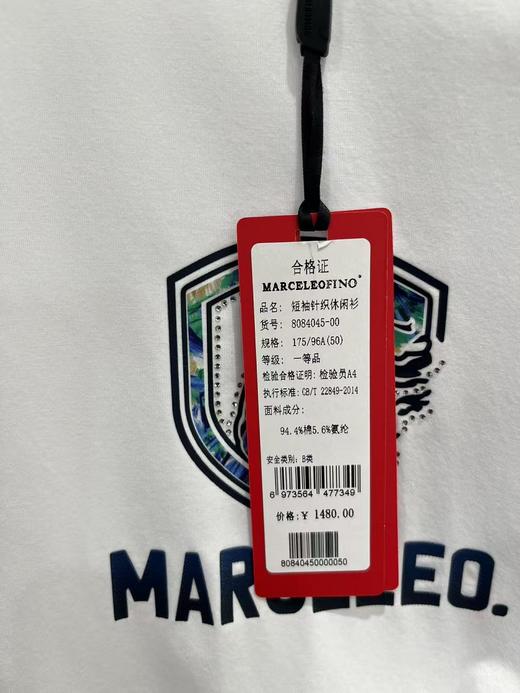 合格证
MARCELEOFINO®
品名: 短袖针织休闲衫
货号: 8084045-00
规格: 175/96A(50)
等级: 一等品
检验合格证明: 检验员A4
执行标准: GB/T 22849-2014
面料成分:
94.4%棉5.6%氨纶
安全类别: B类
6 973564 477349
价格: ¥ 1480.00
80840450000050
MARCELEO.